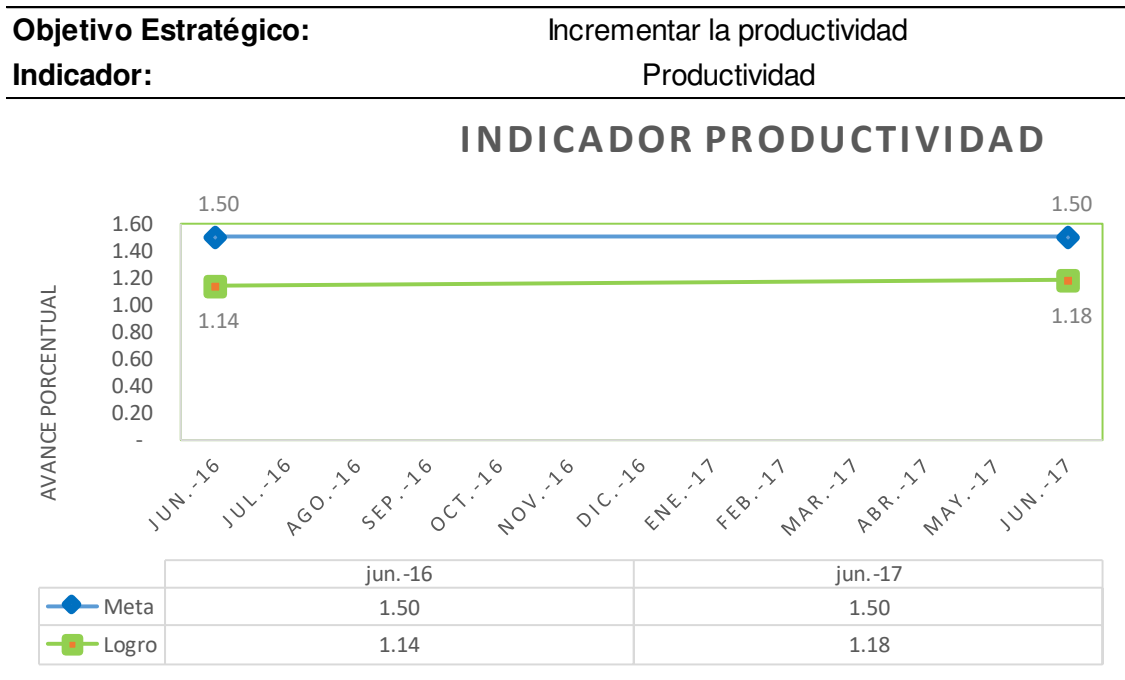 Objetivo Estratégico: Incrementar la productividad
Indicador: Productividad
INDICADOR PRODUCTIVIDAD
AVANCE PORCENTUAL
1.50 1.50
1.60
1.40
1.20
1.00
0.80
0.60
0.40
0.20
-
1.14 1.18
JUN.-16 JUL.-16 AGO.-16 SEP.-16 OCT.-16 NOV.-16 DIC.-16 ENE.-17 FEB.-17 MAR.-17 ABR.-17 MAY.-17 JUN.-17
jun.-16 jun.-17
Meta 1.50 1.50
Logro 1.14 1.18